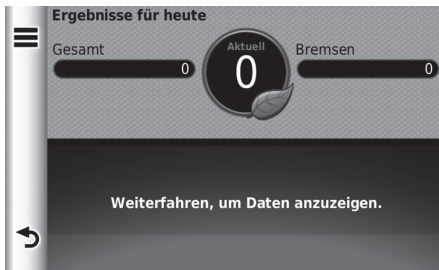 Ergebnisse für heute
Gesamt
0
Aktuell
0
Bremsen
0
Weiterfahren, um Daten anzuzeigen.